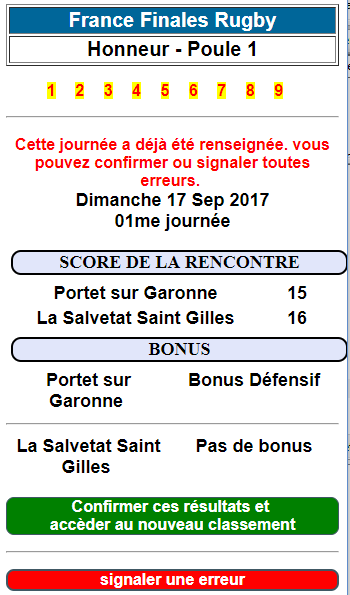 France Finales Rugby
Honneur - Poule 1
1 2 3 4 5 6 7 8 9
Cette journée a déjà été renseignée. vous
pouvez confirmer ou signaler toutes
erreurs.
Dimanche 17 Sep 2017
01me journée
SCORE DE LA RENCONTRE
Portet sur Garonne 15
La Salvetat Saint Gilles 16
BONUS
Portet sur Bonus Défensif
Garonne
La Salvetat Saint Pas de bonus
Gilles
Confirmer ces résultats et
accèder au nouveau classement
signaler une erreur